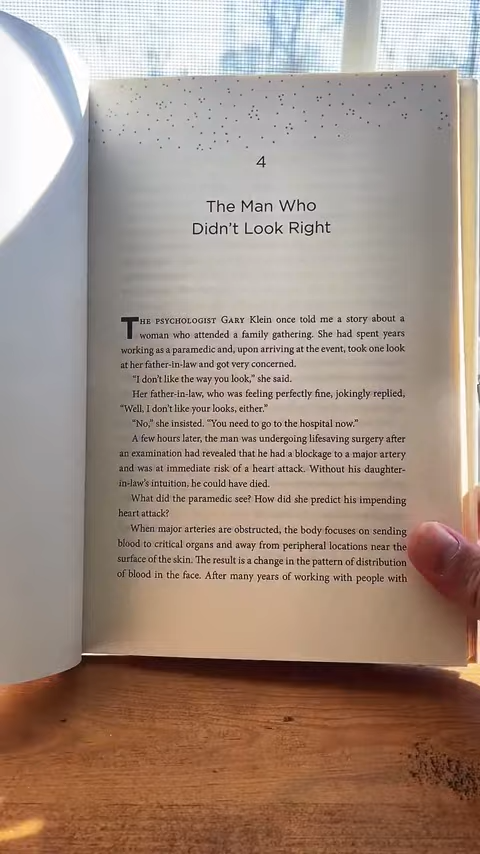 4
The Man Who
Didn't Look Right
THE PSYCHOLOGIST GARY Klein once told me a story about a
woman who attended a family gathering. She had spent years
working as a paramedic and, upon arriving at the event, took one look
at her father-in-law and got very concerned.
"I don't like the way you look," she said.
Her father-in-law, who was feeling perfectly fine, jokingly replied,
"Well, I don't like your looks, either."
"No," she insisted. "You need to go to the hospital now."
A few hours later, the man was undergoing lifesaving surgery after
an examination had revealed that he had a blockage to a major artery
and was at immediate risk of a heart attack. Without his daughter-
in-law's intuition, he could have died.
What did the paramedic see? How did she predict his impending
heart attack?
When major arteries are obstructed, the body focuses on sending
blood to critical organs and away from peripheral locations near the
surface of the skin. The result is a change in the pattern of distribution
of blood in the face. After many years of working with people with